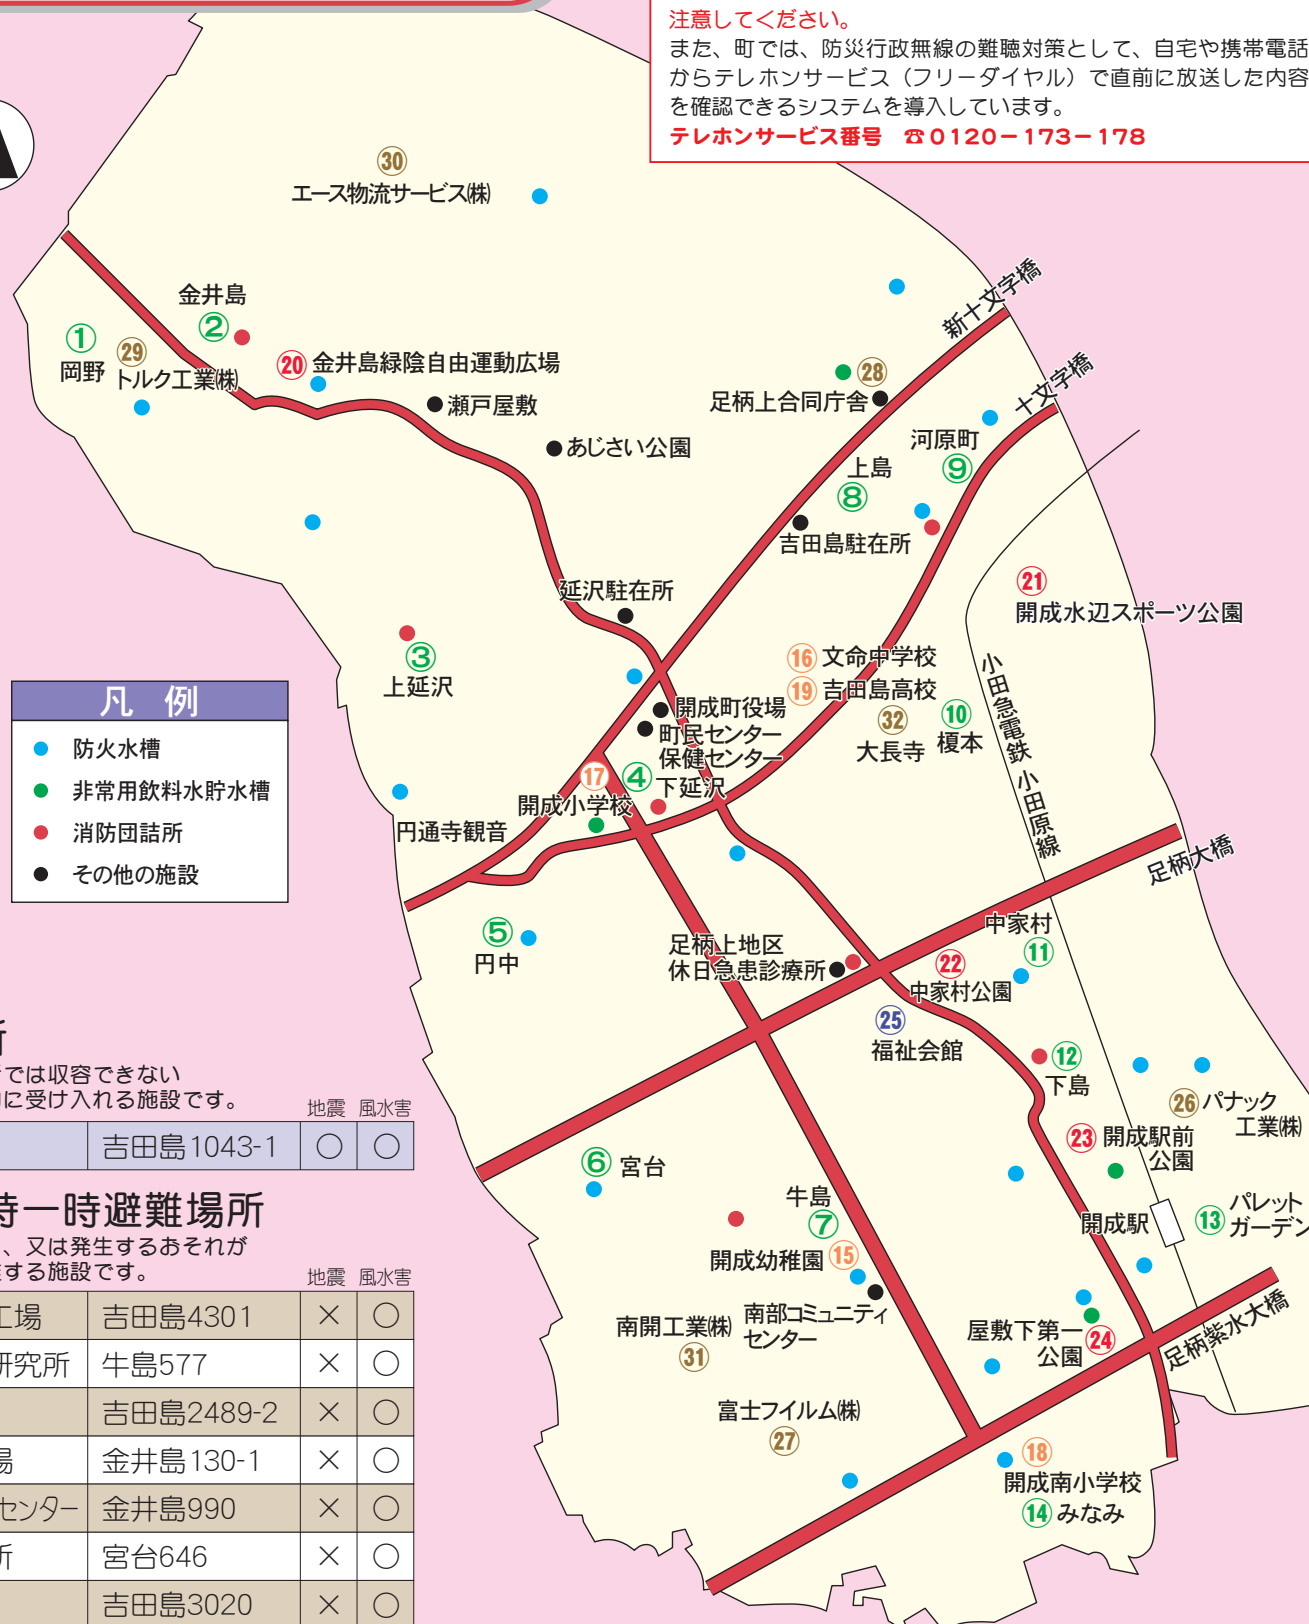 注意してください。
また、町では、防災行政無線の難聴対策として、自宅や携帯電話
からテレホンサービス（フリーダイヤル）で直前に放送した内容
を確認できるシステムを導入しています。
テレホンサービス番号 ☎0120－173－178
30
エース物流サービス㈱
新十文字橋
金井島
②
①
岡野
29
トルク工業㈱
20 金井島緑陰自由運動広場
瀬戸屋敷
あじさい公園
28
足柄上合同庁舎
十文字橋
河原町
⑨
上島
⑧
吉田島駐在所
21
開成水辺スポーツ公園
延沢駐在所
③
上延沢
16 文命中学校
19 吉田島高校
32
大長寺
10
榎本
小田急電鉄 小田原線
凡 例
防火水槽
非常用飲料水貯水槽
消防団詰所
その他の施設
開成町役場
町民センター
保健センター
17
④
下延沢
開成小学校
円通寺観音
足柄大橋
⑤
円中
足柄上地区
休日急患診療所
中家村
11
22
中家村公園
25
福祉会館
12
下島
26 パナック
工業㈱
23 開成駅前
公園
開成駅
13 パレット
ガーデン
⑥ 宮台
牛島
⑦
開成幼稚園 15
南部コミュニティ
センター
南開工業㈱
31
屋敷下第一
公園
24
足柄紫水大橋
富士フイルム㈱
27
18
開成南小学校
14 みなみ
所
では収容できない
に受け入れる施設です。
地震 風水害
吉田島1043-1 ○ ○
時一時避難場所
、又は発生するおそれが
する施設です。
地震 風水害
工場 吉田島4301 × ○
研究所 牛島577 × ○
吉田島2489-2 × ○
場 金井島130-1 × ○
センター 金井島990 × ○
所 宮台646 × ○
吉田島3020 × ○